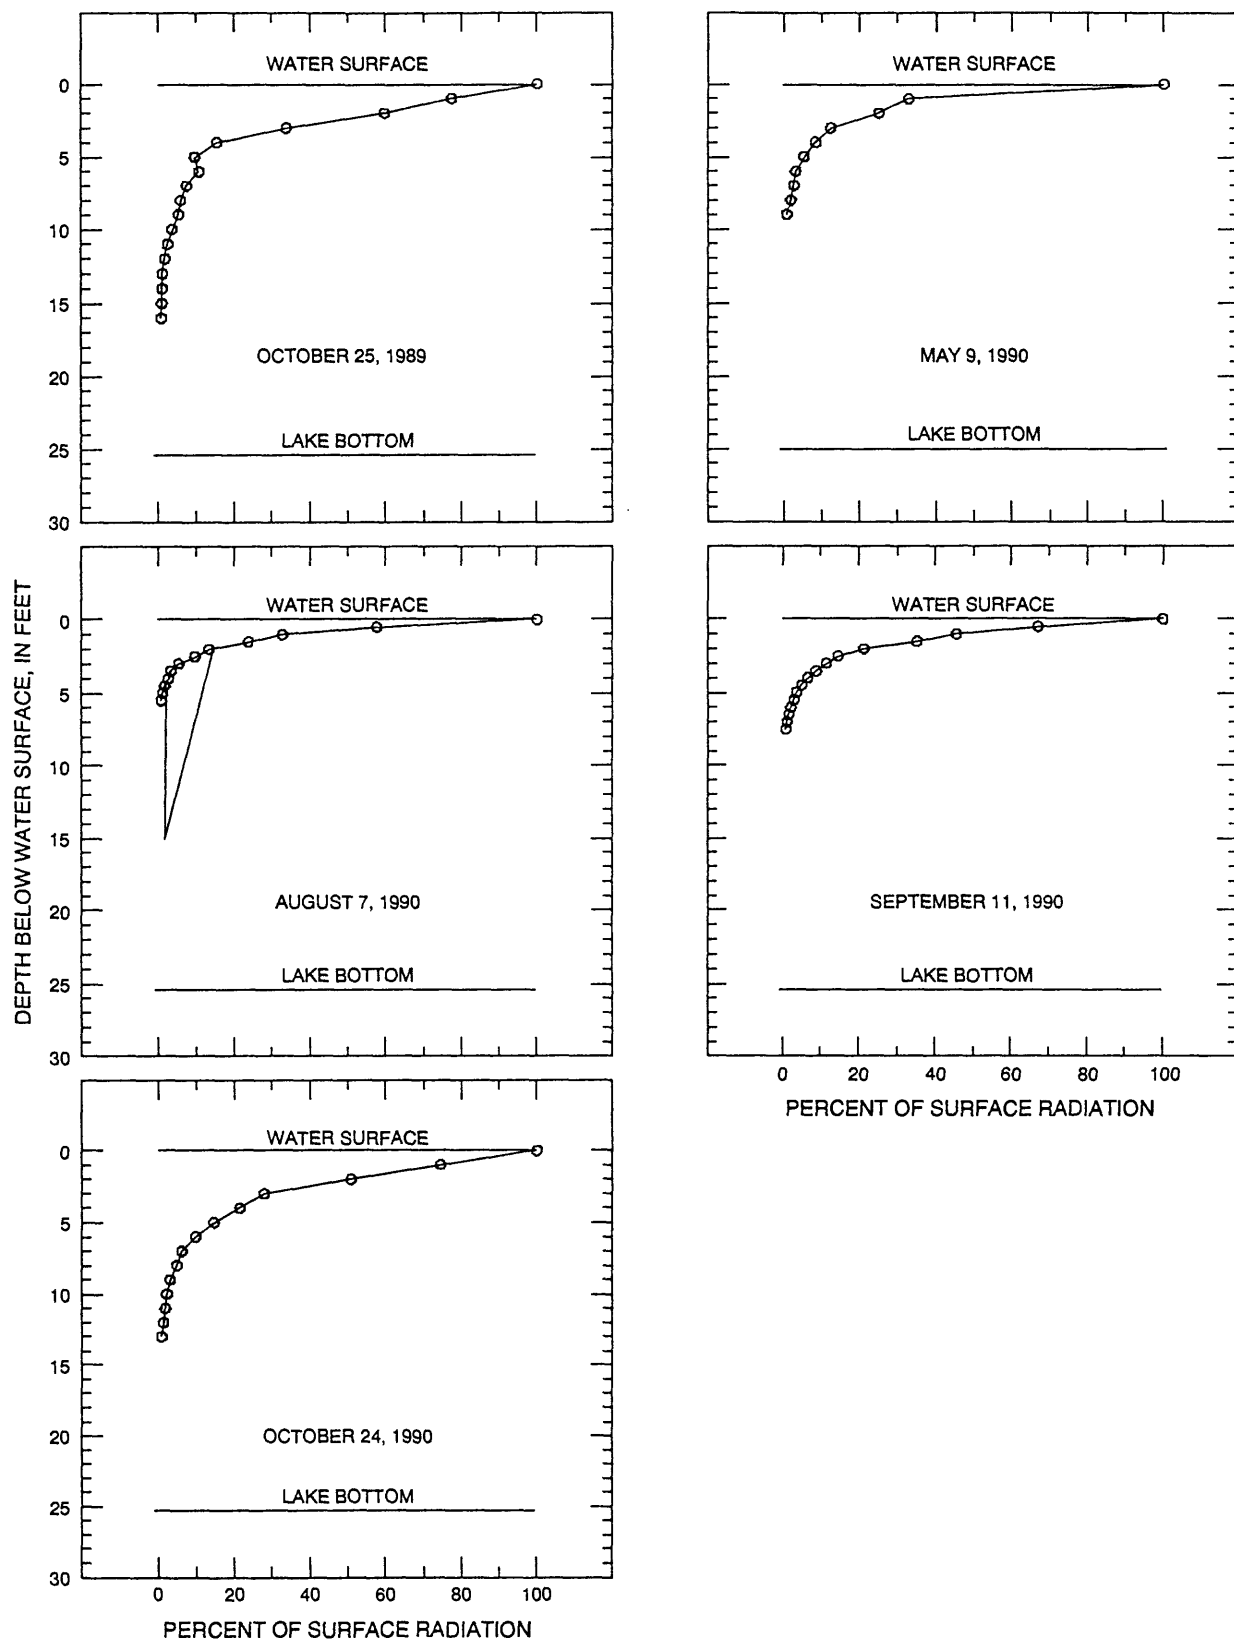 DEPTH BELOW WATER SURFACE, IN FEET
WATER SURFACE
0
5
10
15
20
25
30
OCTOBER 25, 1989
LAKE BOTTOM
WATER SURFACE
MAY 9, 1990
LAKE BOTTOM
WATER SURFACE
0
5
10
15
20
25
30
AUGUST 7, 1990
LAKE BOTTOM
WATER SURFACE
SEPTEMBER 11, 1990
LAKE BOTTOM
0 20 40 60 80 100
PERCENT OF SURFACE RADIATION
WATER SURFACE
0
5
10
15
20
25
30
OCTOBER 24, 1990
LAKE BOTTOM
0 20 40 60 80 100
PERCENT OF SURFACE RADIATION